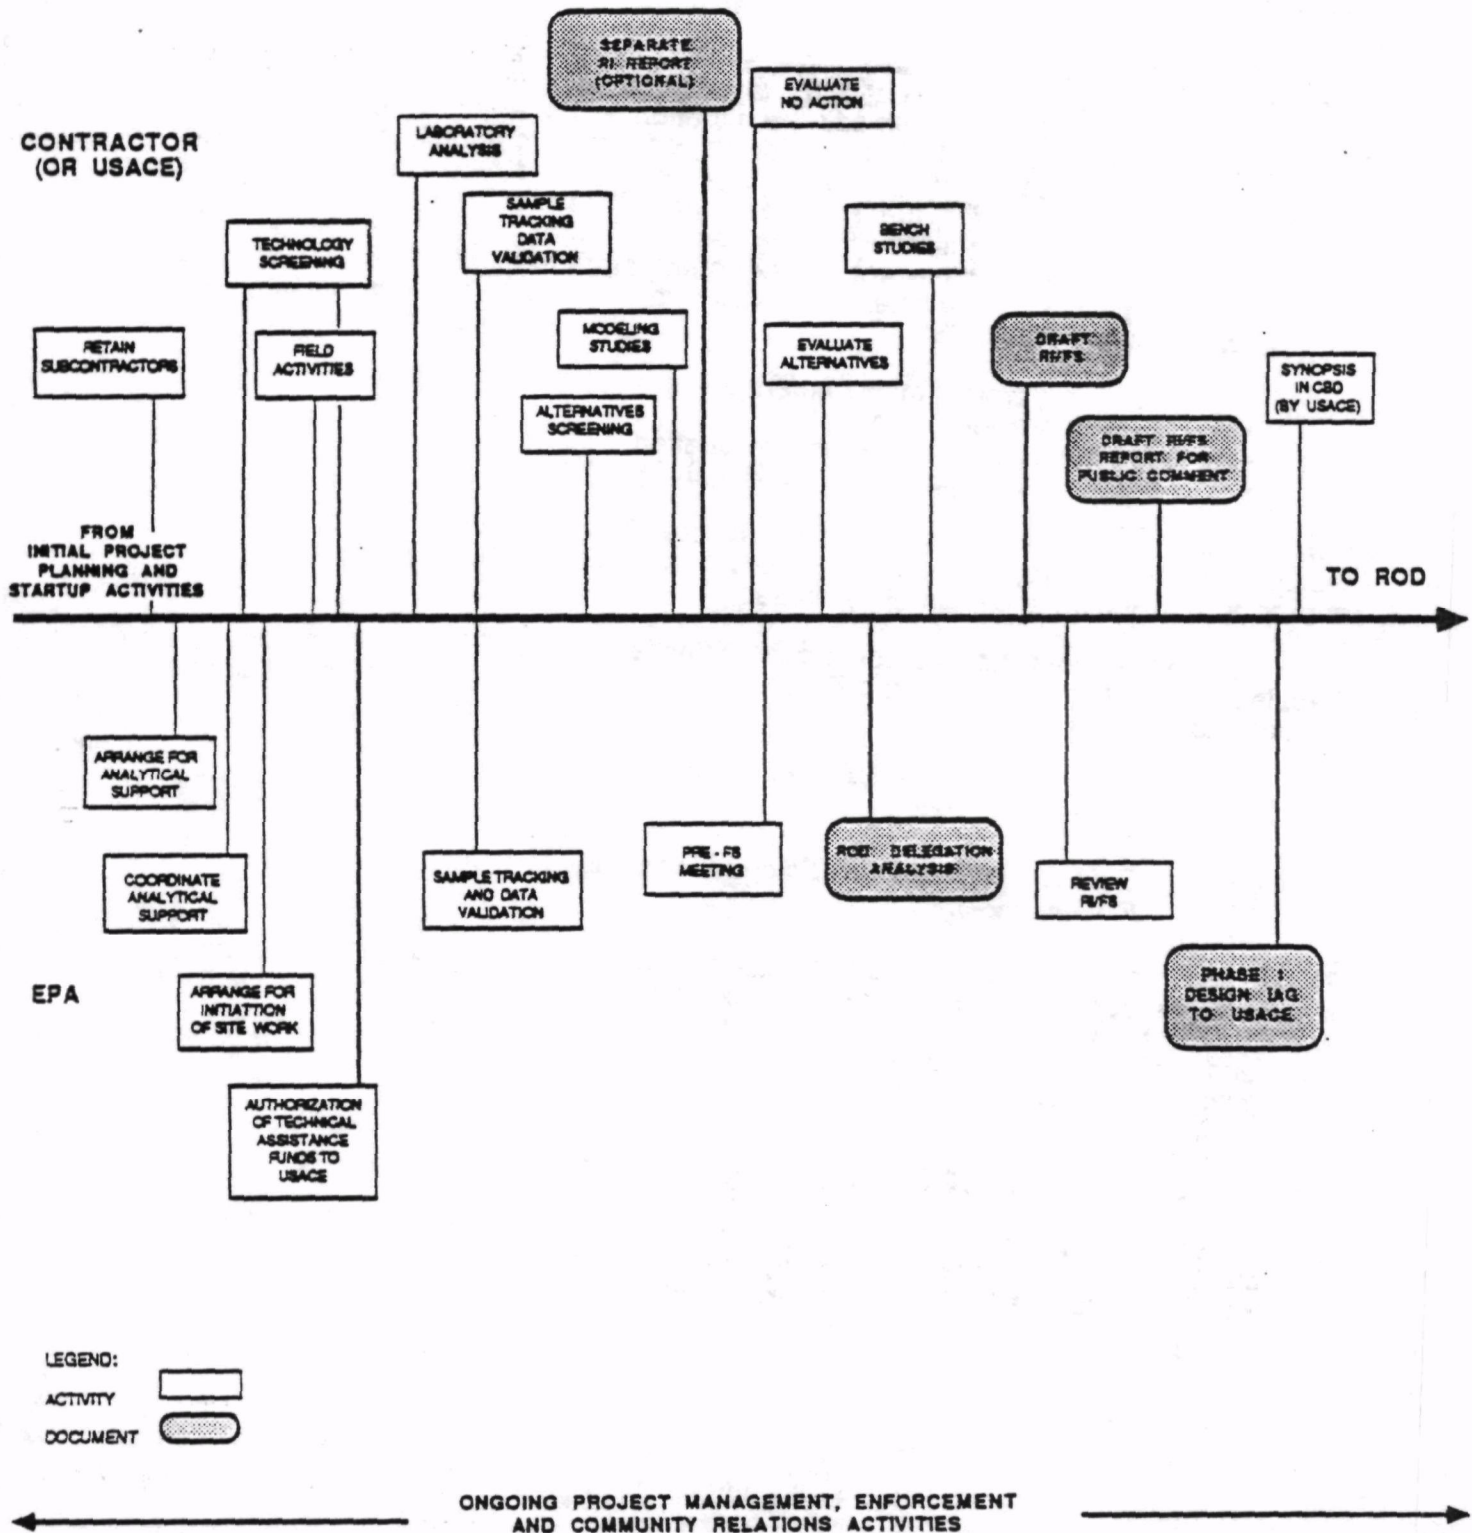 SEPARATE
RI REPORT
(OPTIONAL)
EVALUATE
NO ACTION
CONTRACTOR
(OR USACE)
LABORATORY
ANALYSIS
SAMPLE
TRACKING
DATA
VALIDATION
TECHNOLOGY
SCREENING
BENCH
STUDIES
RETAIN
SUBCONTRACTORS
FIELD
ACTIVITIES
MODELING
STUDIES
EVALUATE
ALTERNATIVES
DRAFT
RI/FS
SYNOPSIS
IN CBD
(BY USACE)
ALTERNATIVES
SCREENING
DRAFT RI/FS
REPORT FOR
PUBLIC COMMENT
FROM
INITIAL PROJECT
PLANNING AND
STARTUP ACTIVITIES
TO ROD
ARRANGE FOR
ANALYTICAL
SUPPORT
COORDINATE
ANALYTICAL
SUPPORT
SAMPLE TRACKING
AND DATA
VALIDATION
PRE - FS
MEETING
ROD DELEGATION
ANALYSIS
REVIEW
RI/FS
EPA
ARRANGE FOR
INITIATTION
OF SITE WORK
PHASE I
DESIGN IAG
TO USACE
AUTHORIZATION
OF TECHNICAL
ASSISTANCE
FUNDS TO
USACE
LEGEND:
ACTIVITY
DOCUMENT
ONGOING PROJECT MANAGEMENT, ENFORCEMENT
AND COMMUNITY RELATIONS ACTIVITIES